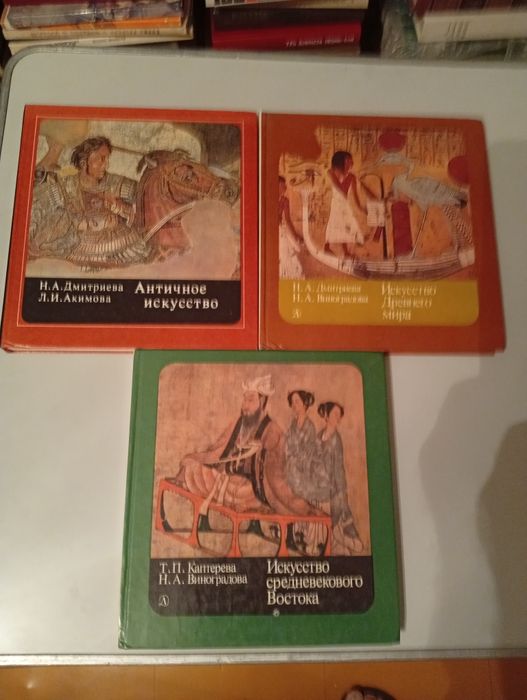 Н.А.Дмитриева
Л.И.Акимова
Античное
искусство
Н.А. Дмитриева
Н.А. Виноградова
Искусство
Древнего
мира
Т.П. Каптерева
Н.А. Виноградова
Искусство
средневекового
Востока